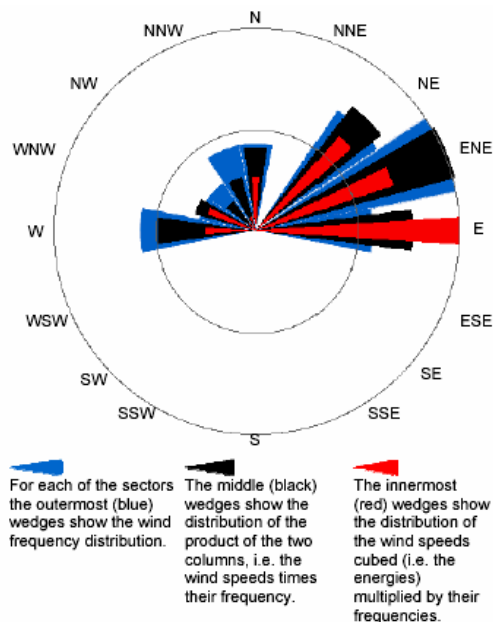 N
NNW
NNE
NW
NE
WNW
ENE
W
E
WSW
ESE
SW
SE
SSW
SSE
S
For each of the sectors
the outermost (blue)
wedges show the wind
frequency distribution.
The middle (black)
wedges show the
distribution of the
product of the two
columns, i.e. the
wind speeds times
their frequency.
The innermost
(red) wedges show
the distribution of
the wind speeds
cubed (i.e. the
energies)
multiplied by their
frequencies.